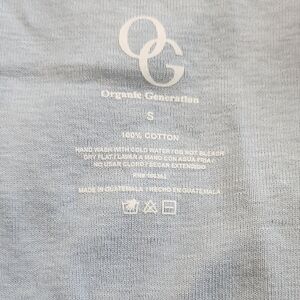 OG
Organic Generation
S
100% COTTON
HAND WASH WITH COLD WATER / DO NOT BLEACH
DRY FLAT / LAVAR A MANO CON AGUA FRIA /
NO USAR CLORO / SECAR EXTENDIDO
MADE IN GUATEMALA / HECHO EN GUATEMALA